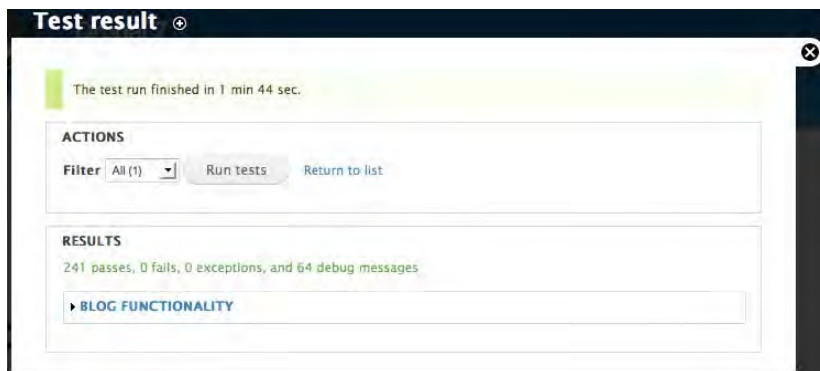 Test result
The test run finished in 1 min 44 sec.
ACTIONS
Filter All (1) Run tests Return to list
RESULTS
241 passes, 0 fails, 0 exceptions, and 64 debug messages
BLOG FUNCTIONALITY